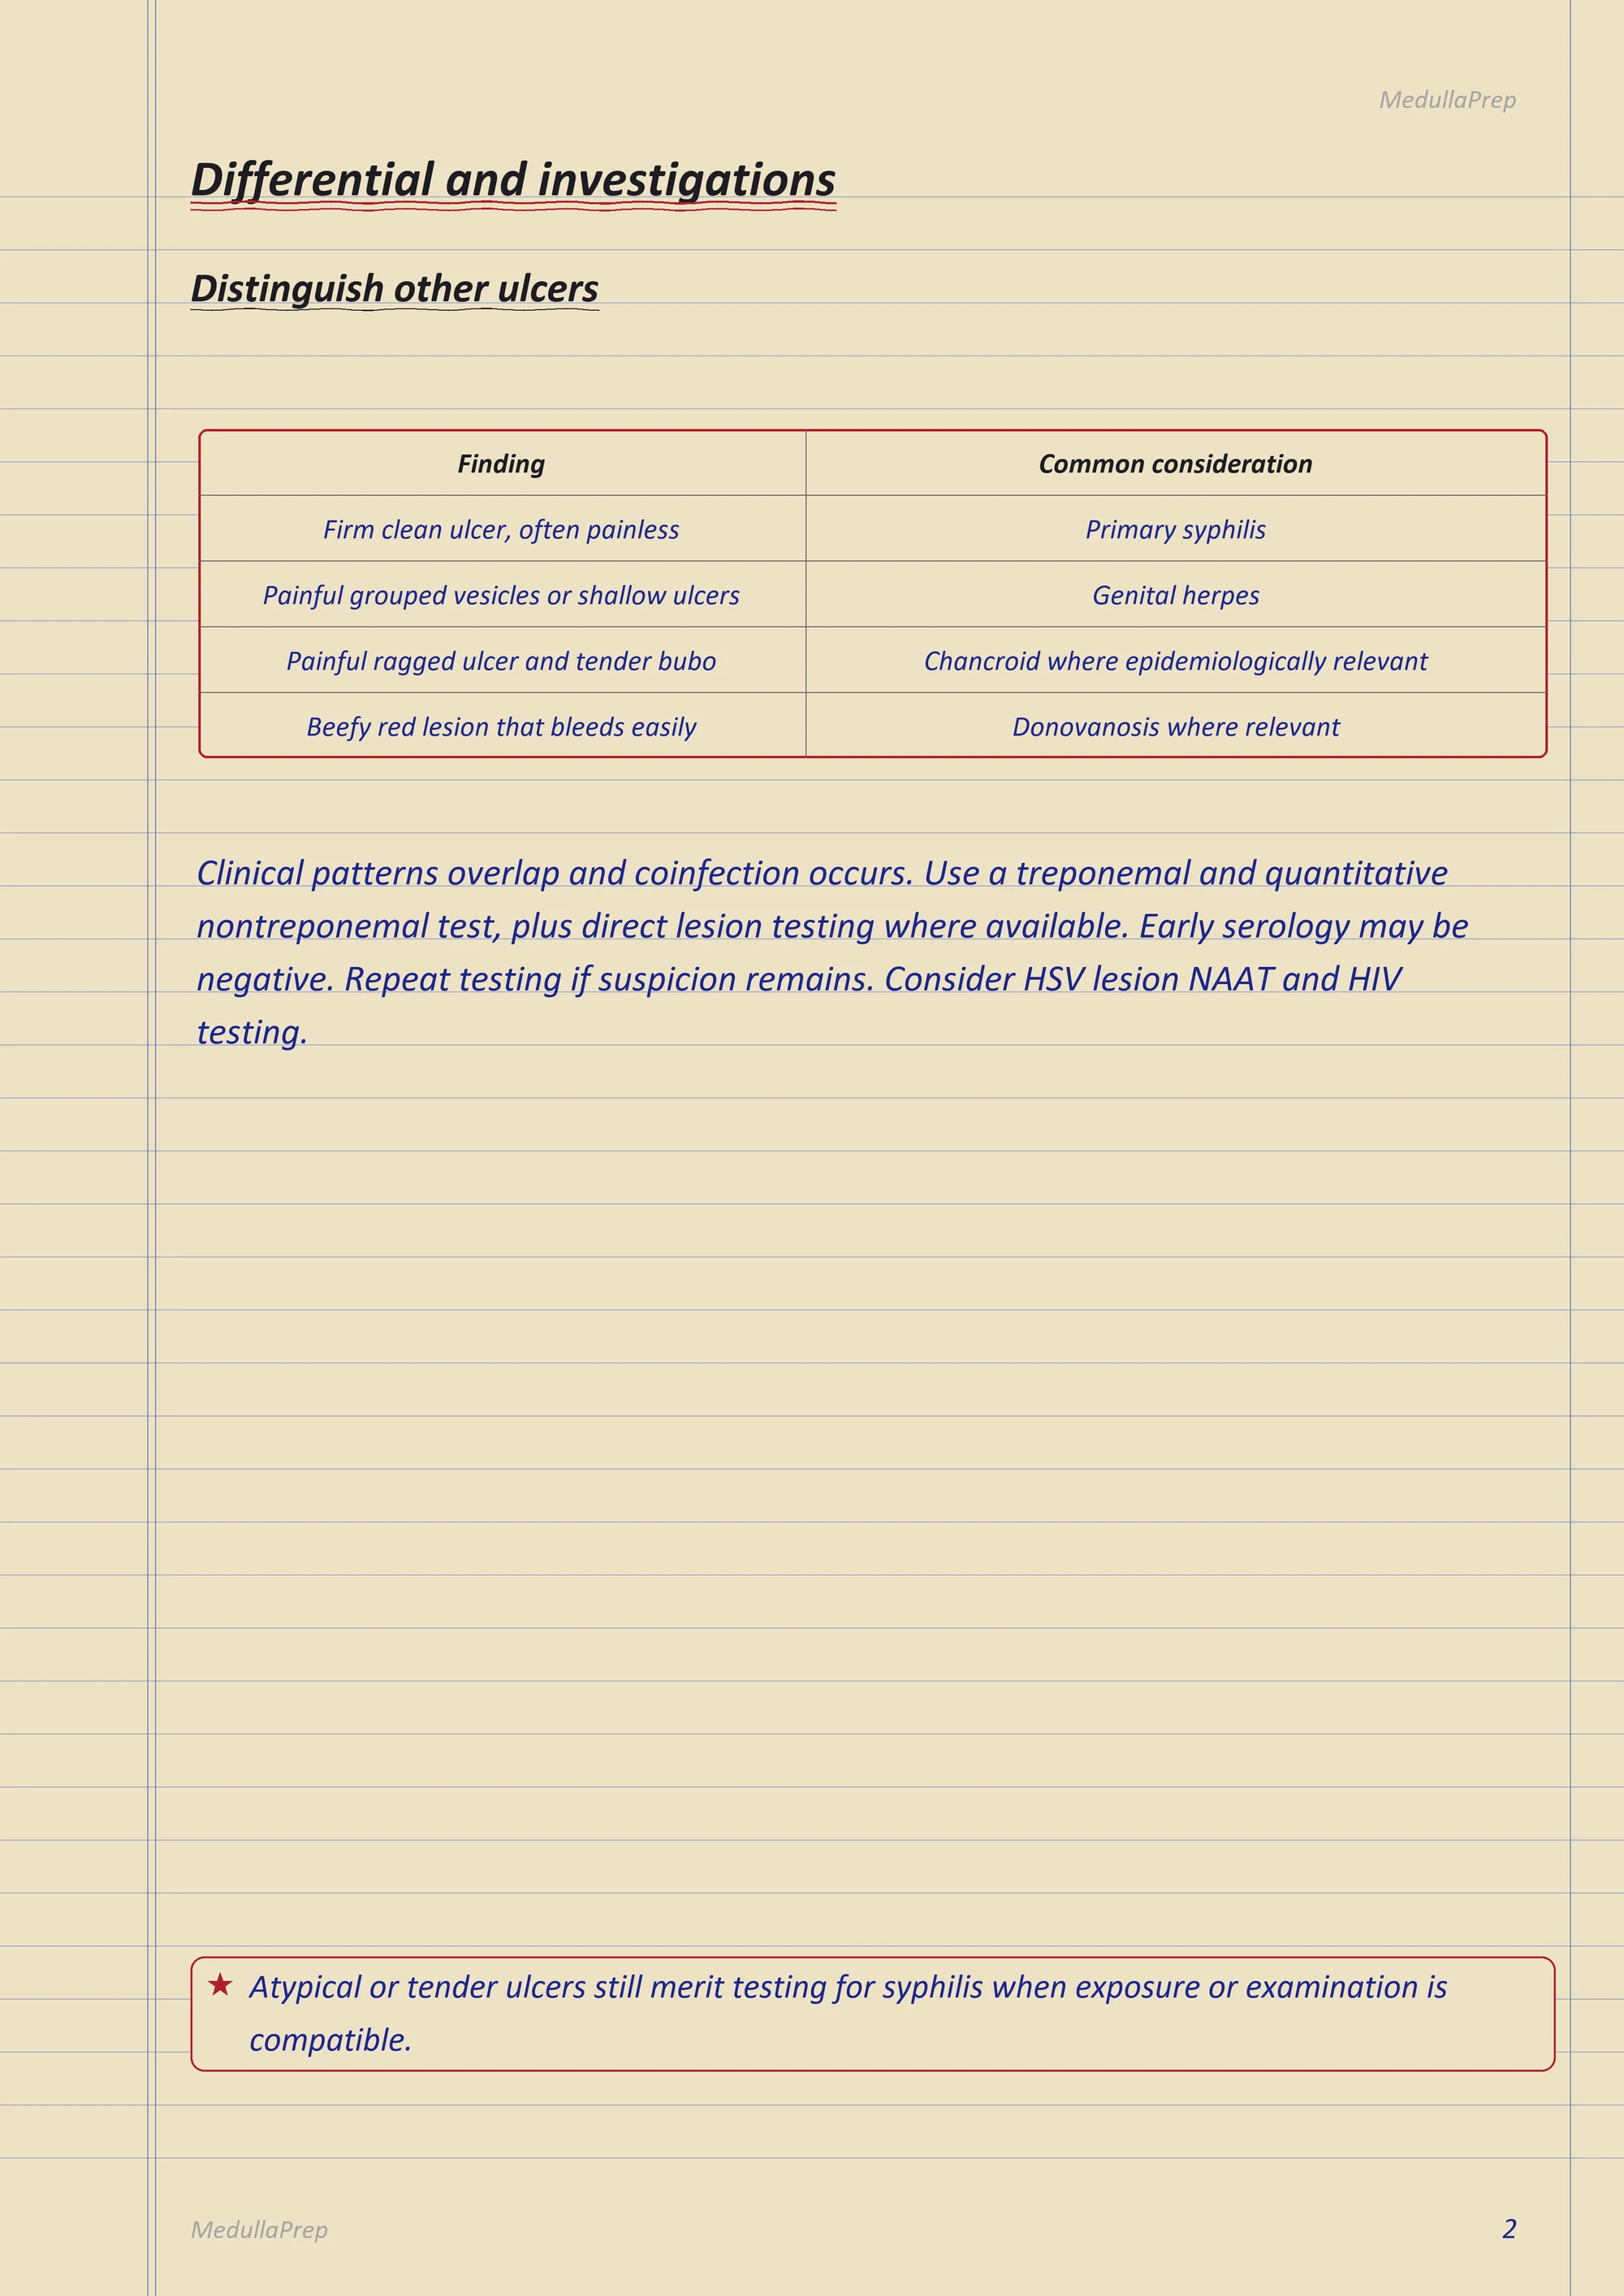 MedullaPrep
Differential and investigations
Distinguish other ulcers
Finding Common consideration
Firm clean ulcer, often painless Primary syphilis
Painful grouped vesicles or shallow ulcers Genital herpes
Painful ragged ulcer and tender bubo Chancroid where epidemiologically relevant
Beefy red lesion that bleeds easily Donovanosis where relevant
Clinical patterns overlap and coinfection occurs. Use a treponemal and quantitative
nontreponemal test, plus direct lesion testing where available. Early serology may be
negative. Repeat testing if suspicion remains. Consider HSV lesion NAAT and HIV
testing.
★ Atypical or tender ulcers still merit testing for syphilis when exposure or examination is
compatible.
MedullaPrep 2